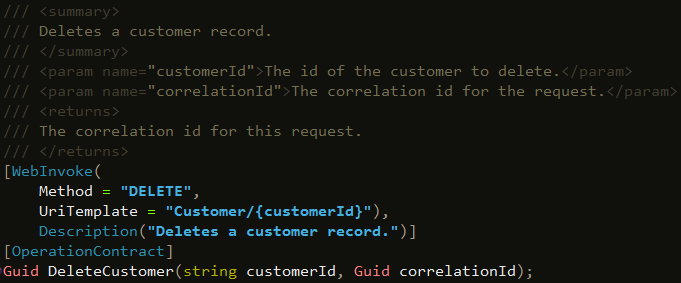 /// <summary>
/// Deletes a customer record.
/// </summary>
/// <param name="customerId">The id of the customer to delete.</param>
/// <param name="correlationId">The correlation id for the request.</param>
/// <returns>
/// The correlation id for this request.
/// </returns>
[WebInvoke(
    Method = "DELETE",
    UriTemplate = "Customer/{customerId}"),
    Description("Deletes a customer record.")]
[OperationContract]
Guid DeleteCustomer(string customerId, Guid correlationId);